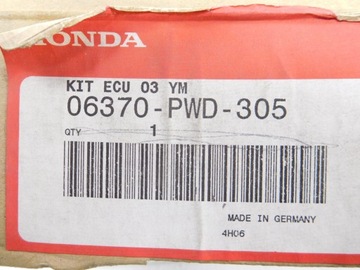 HONDA
KIT ECU 03 YM
06370-PWD-305
QTY 1
MADE IN GERMANY
4H06